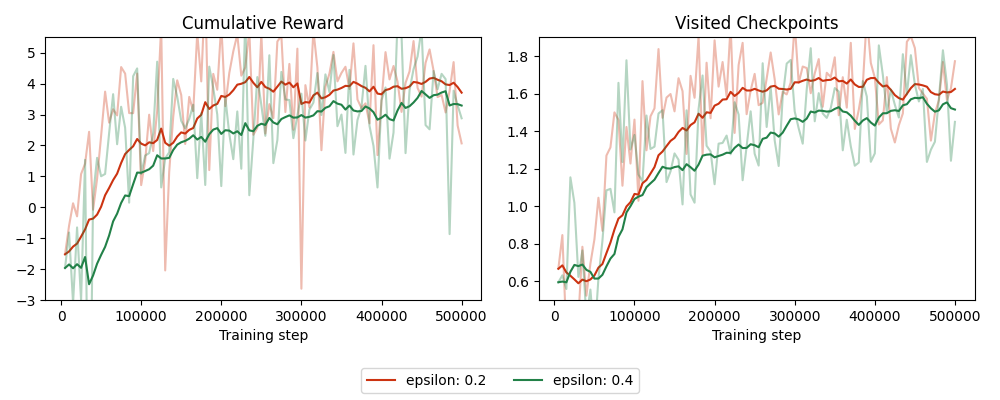 Cumulative Reward
5
4
3
2
1
0
−1
−2
−3
0 100000 200000 300000 400000 500000
Training step
Visited Checkpoints
1.8
1.6
1.4
1.2
1.0
0.8
0.6
0 100000 200000 300000 400000 500000
Training step
epsilon: 0.2 epsilon: 0.4